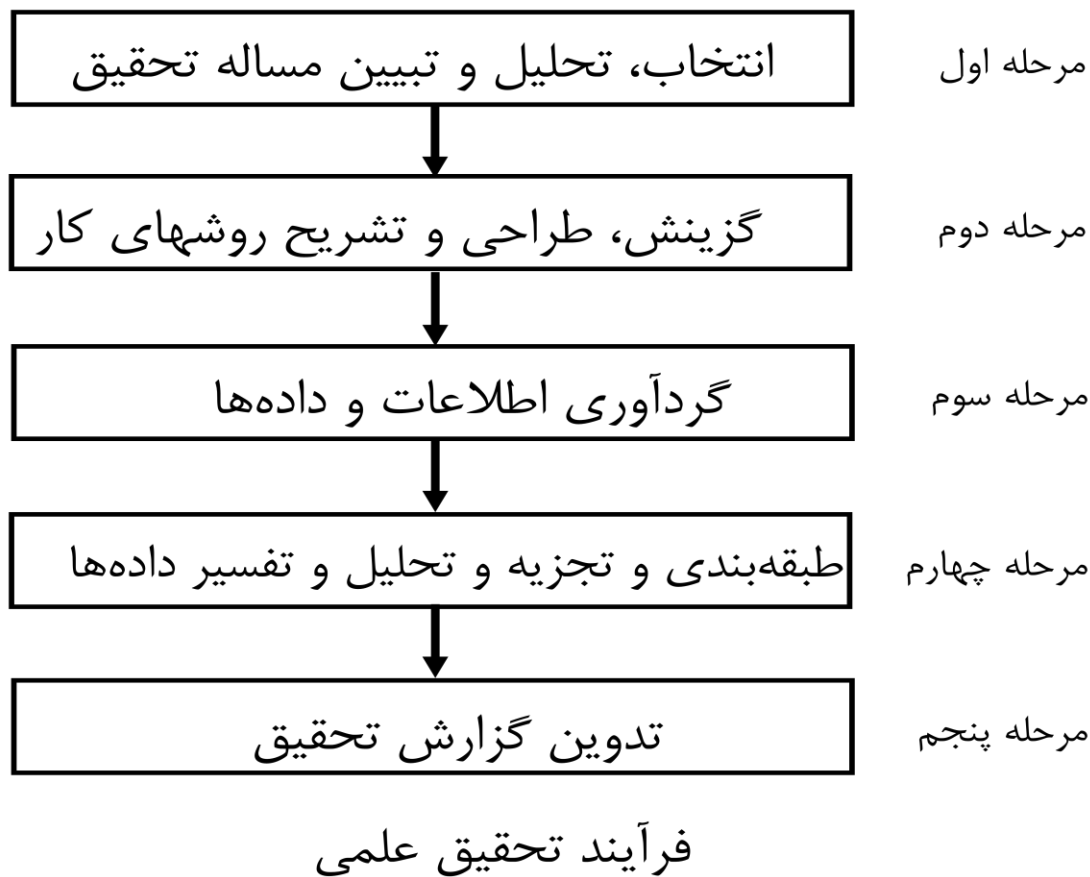 مرحله اول
انتخاب، تحلیل و تبیین مساله تحقیق
مرحله دوم
گزینش، طراحی و تشریح روشهای کار
مرحله سوم
گردآوری اطلاعات و داده‌ها
مرحله چهارم
طبقه‌بندی و تجزیه و تحلیل و تفسیر داده‌ها
مرحله پنجم
تدوین گزارش تحقیق
فرآیند تحقیق علمی